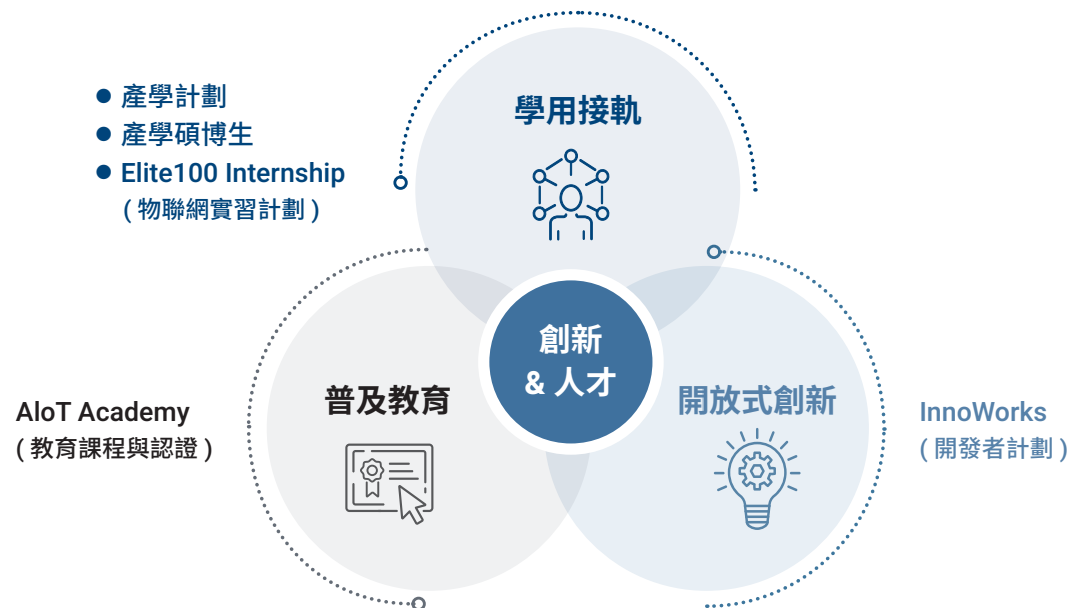 產學計劃
產學碩博生
Elite100 Internship
( 物聯網實習計劃 )
學用接軌
創新
& 人才
普及教育
AIoT Academy
( 教育課程與認證 )
開放式創新
InnoWorks
( 開發者計劃 )